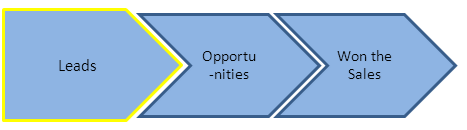 Leads
Opportu
-nities
Won the
Sales